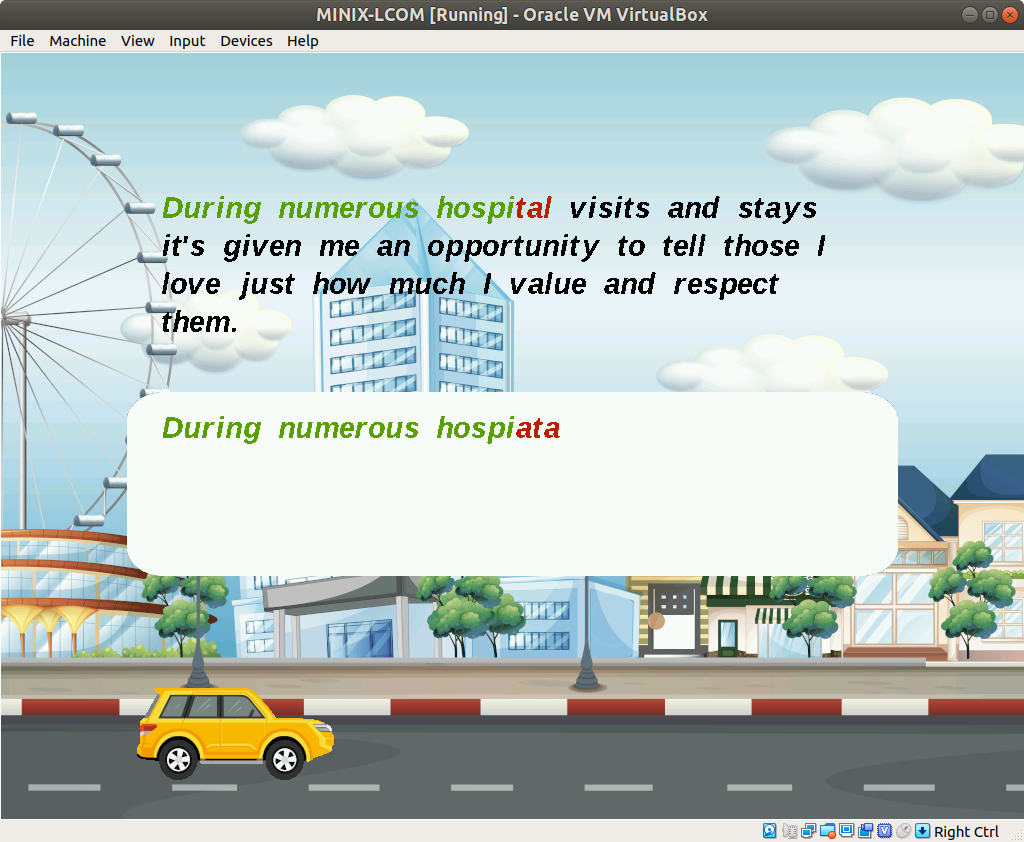 MINIX-LCOM [Running] - Oracle VM VirtualBox
File Machine View Input Devices Help
During numerous hospital visits and stays
it's given me an opportunity to tell those I
love just how much I value and respect
them.
During numerous hospiata
Right Ctrl